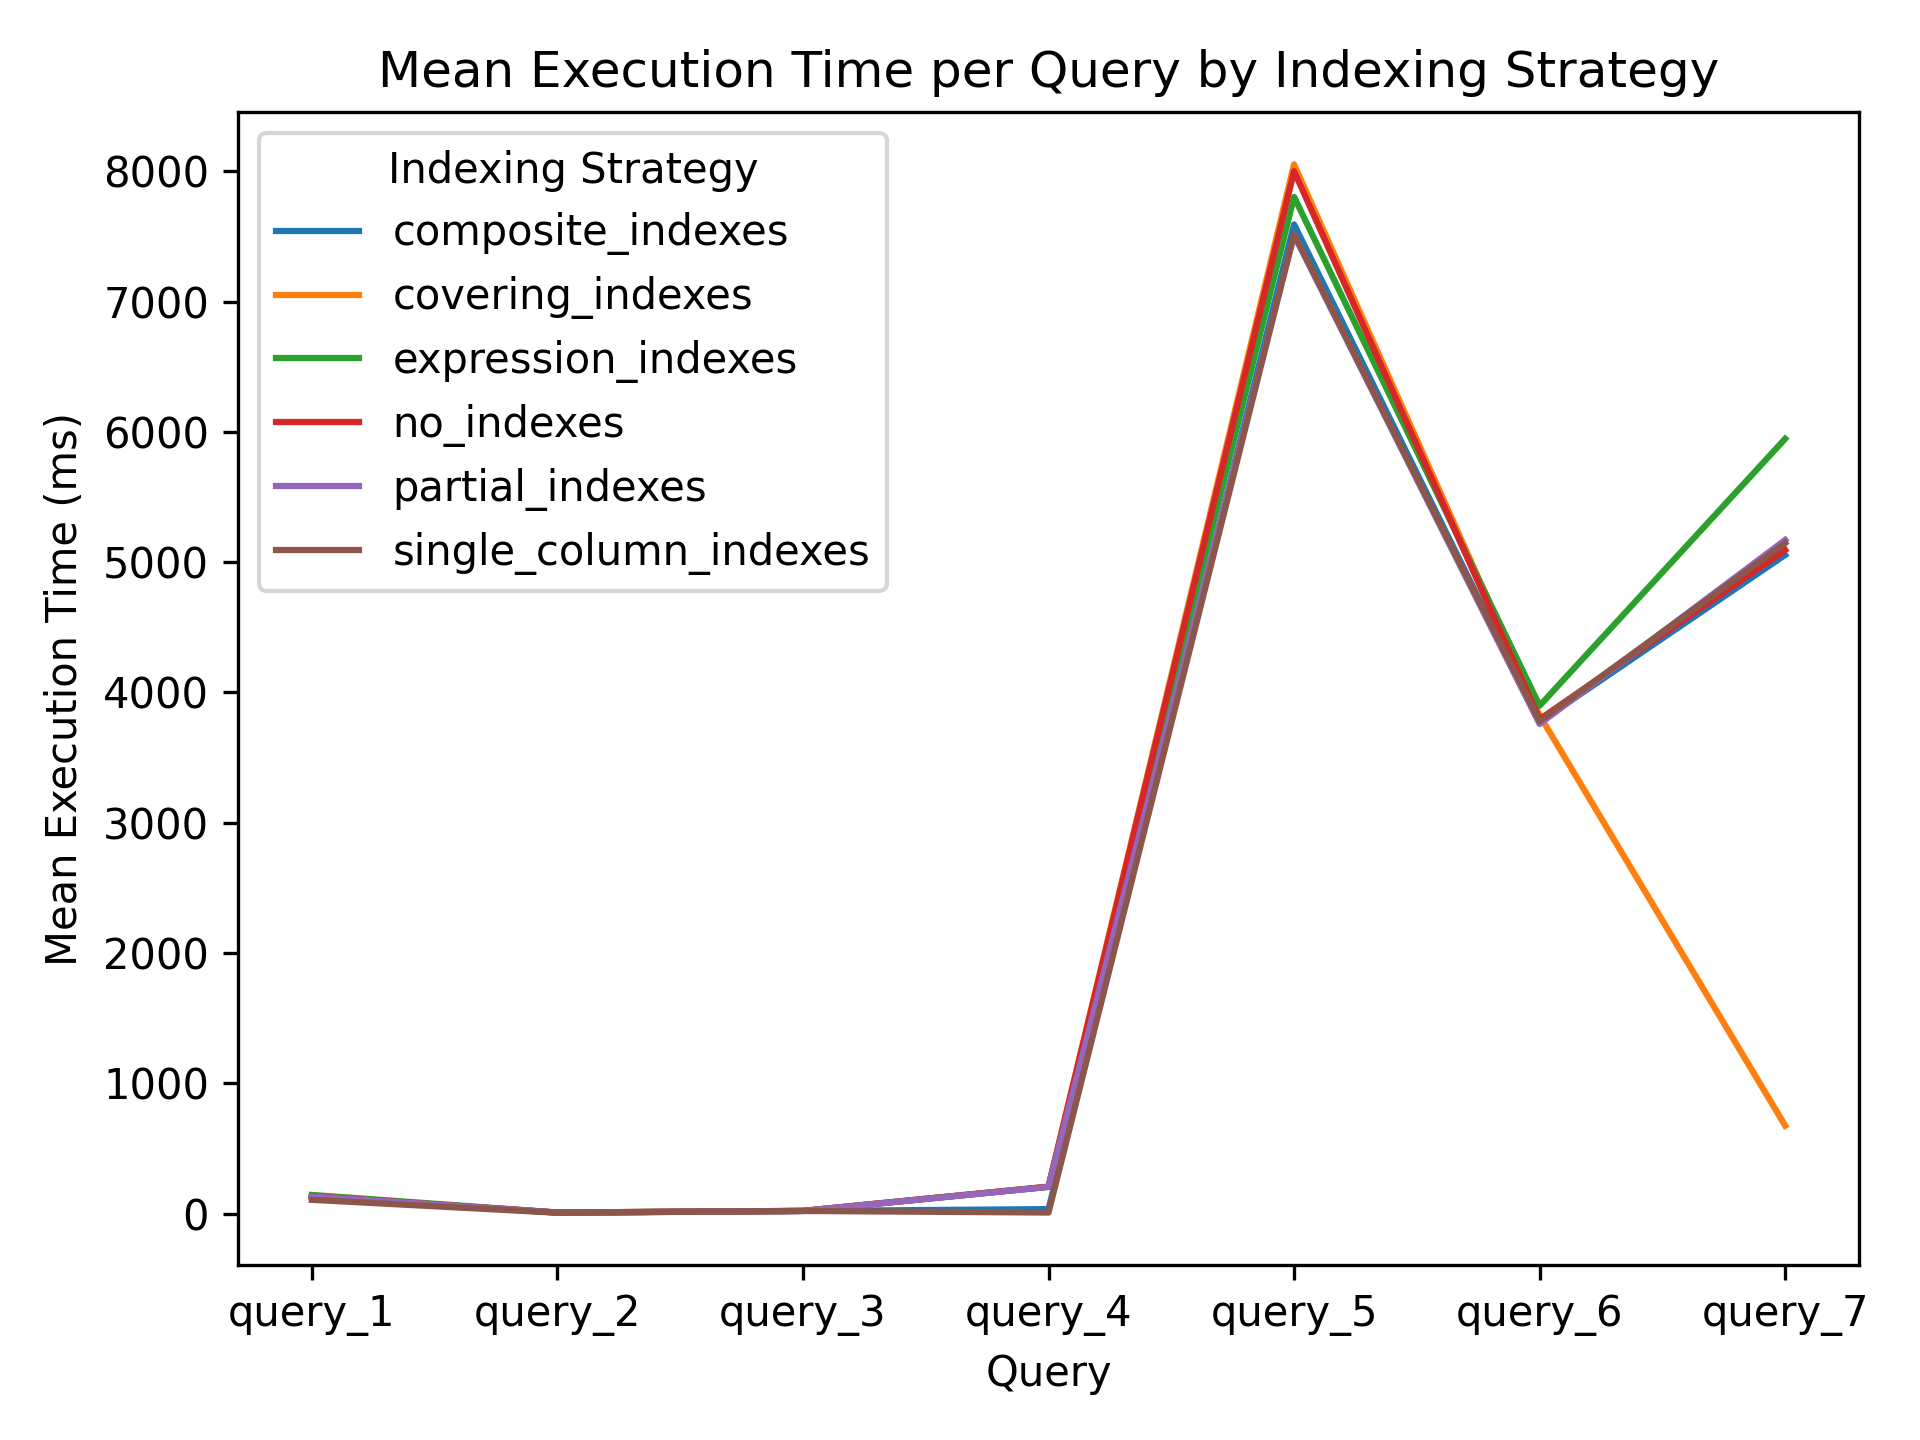 Mean Execution Time per Query by Indexing Strategy
Indexing Strategy
composite_indexes
covering_indexes
expression_indexes
no_indexes
partial_indexes
single_column_indexes
Mean Execution Time (ms)
8000
7000
6000
5000
4000
3000
2000
1000
0
query_1 query_2 query_3 query_4 query_5 query_6 query_7
Query